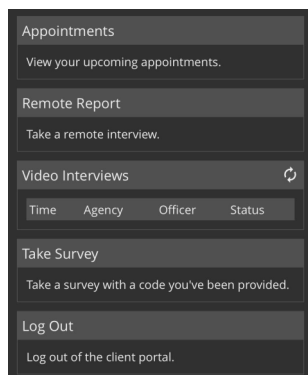 Appointments
View your upcoming appointments.
Remote Report
Take a remote interview.
Video Interviews
Time Agency Officer Status
Take Survey
Take a survey with a code you've been provided.
Log Out
Log out of the client portal.